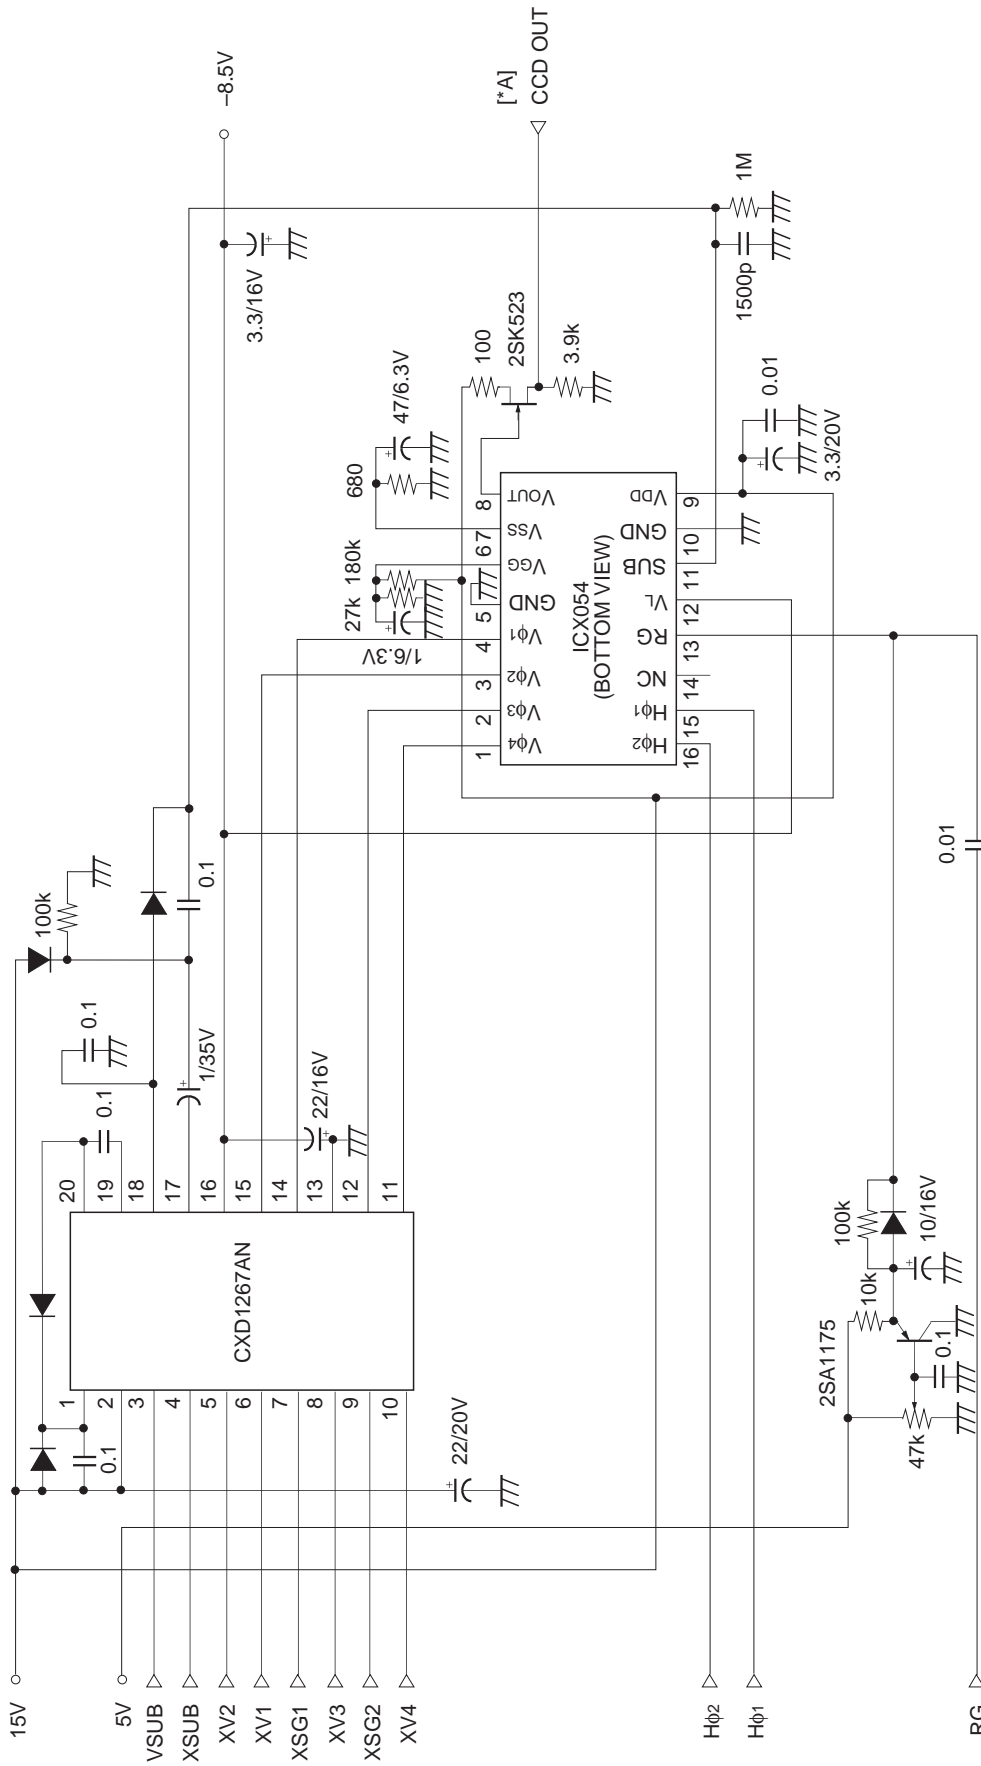 15V
5V
VSUB
XSUB
XV2
XV1
XSG1
XV3
XSG2
XV4
Hϕ2
Hϕ1
RG
22/20V
0.1
1
2
3
4
5
6
7
8
9
10
CXD1267AN
20
19
18
17
16
15
14
13
12
11
0.1
0.1
1/35V
22/16V
100k
0.1
–8.5V
3.3/16V
[*A]
CCD OUT
1M
1500p
100
2SK523
3.9k
47/6.3V
680
180k
27k
1/6.3V
0.01
3.3/20V
ICX054
(BOTTOM VIEW)
1 Vϕ4
2 Vϕ3
3 Vϕ2
4 Vϕ1
5 GND
6 VGG
7 VSS
8 VOUT
9 VDD
10 GND
11 SUB
12 VL
13 RG
14 NC
15 Hϕ1
16 Hϕ2
0.01
47k
2SA1175
0.1
10k
100k
10/16V